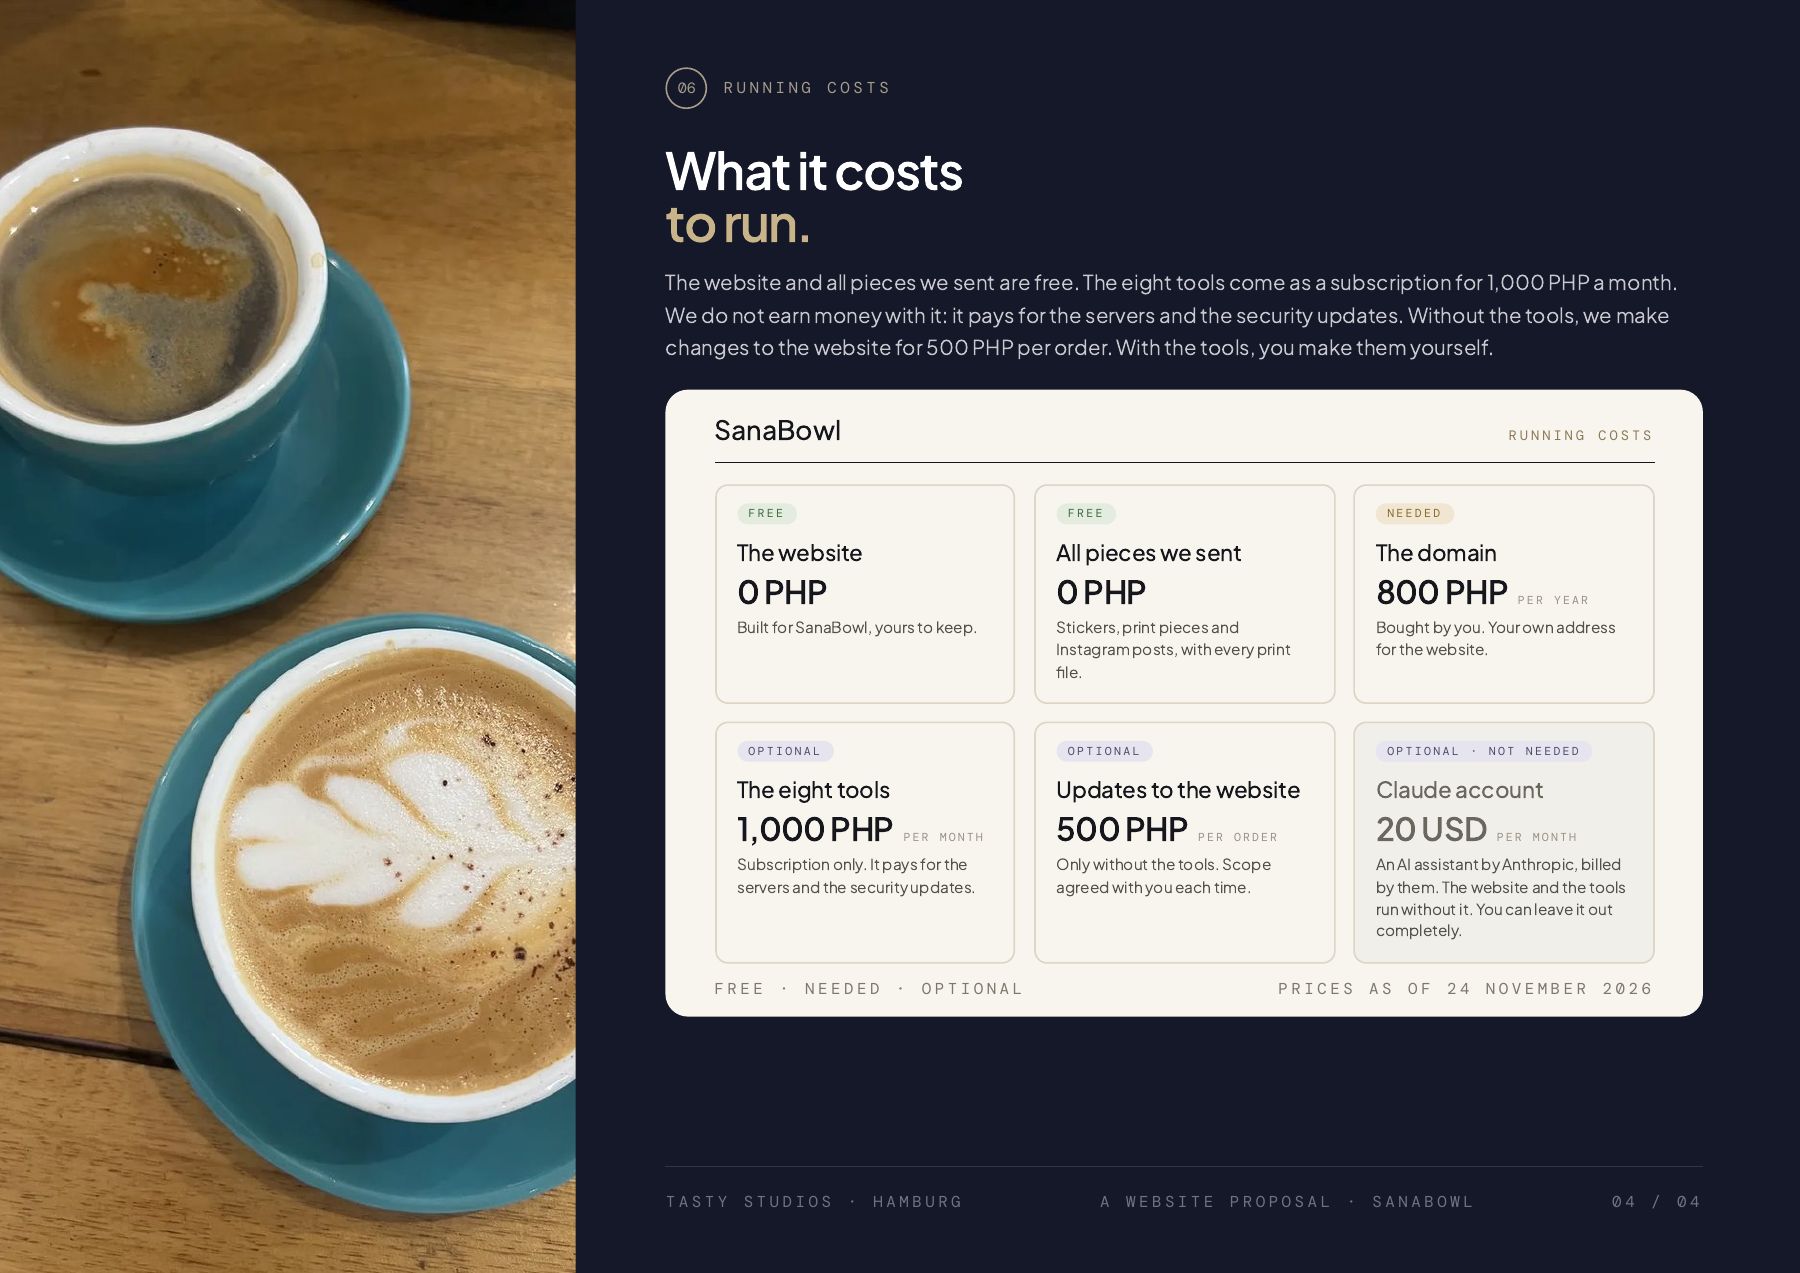 06 RUNNING COSTS
What it costs
to run.
The website and all pieces we sent are free. The eight tools come as a subscription for 1,000 PHP a month.
We do not earn money with it: it pays for the servers and the security updates. Without the tools, we make
changes to the website for 500 PHP per order. With the tools, you make them yourself.
SanaBowl
RUNNING COSTS
FREE
The website
0 PHP
Built for SanaBowl, yours to keep.
FREE
All pieces we sent
0 PHP
Stickers, print pieces and
Instagram posts, with every print
file.
NEEDED
The domain
800 PHP PER YEAR
Bought by you. Your own address
for the website.
OPTIONAL
The eight tools
1,000 PHP PER MONTH
Subscription only. It pays for the
servers and the security updates.
OPTIONAL
Updates to the website
500 PHP PER ORDER
Only without the tools. Scope
agreed with you each time.
OPTIONAL · NOT NEEDED
Claude account
20 USD PER MONTH
An AI assistant by Anthropic, billed
by them. The website and the tools
run without it. You can leave it out
completely.
FREE · NEEDED · OPTIONAL
PRICES AS OF 24 NOVEMBER 2026
TASTY STUDIOS · HAMBURG
A WEBSITE PROPOSAL · SANABOWL
04 / 04